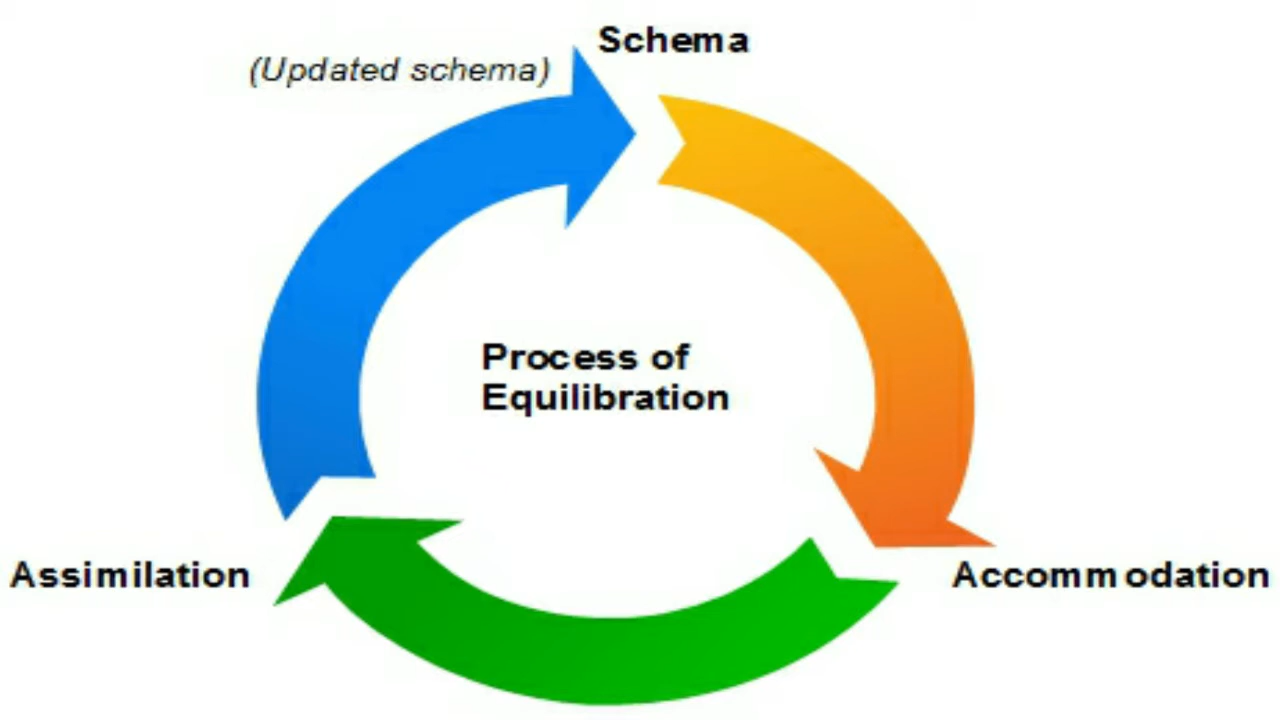 Schema
(Updated schema)
Process of
Equilibration
Assimilation
Accommodation